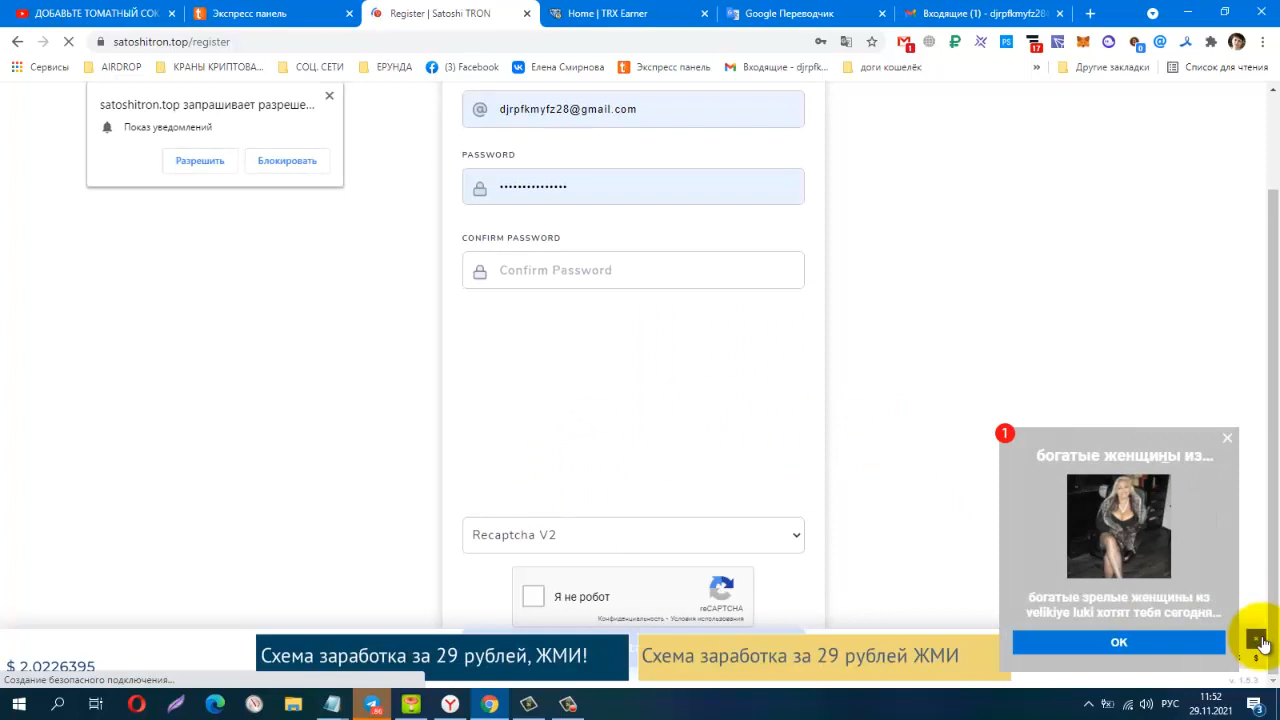 ДОБАВЬТЕ ТОМАТНЫЙ СОК
Экспресс панель
Register | Satoshi TRON
Home | TRX Earner
Google Переводчик
Входящие (1) - djrpfkmyfz28
satoshitron.top/register
Сервисы
AIRDROP
КРАНЫ КРИПТОВА...
СОЦ. СЕТИ
ЕРУНДА
(3) Facebook
Елена Смирнова
Экспресс панель
Входящие - djrpfk...
доги кошелёк
»
Другие закладки
Список для чтения
satoshitron.top запрашивает разреше...
Показ уведомлений
Разрешить
Блокировать
djrpfkmyfz28@gmail.com
PASSWORD
•••••••••••••••
CONFIRM PASSWORD
Confirm Password
1
богатые женщины из...
богатые зрелые женщины из
velikiye luki хотят тебя сегодня...
OK
Recaptcha V2
Я не робот
reCAPTCHA
Конфиденциальность - Условия использования
Схема заработка за 29 рублей, ЖМИ!
Схема заработка за 29 рублей ЖМИ
$ 2.0226395
Создание безопасного подключения...
v. 1.5.3
РУС
11:52
29.11.2021
3